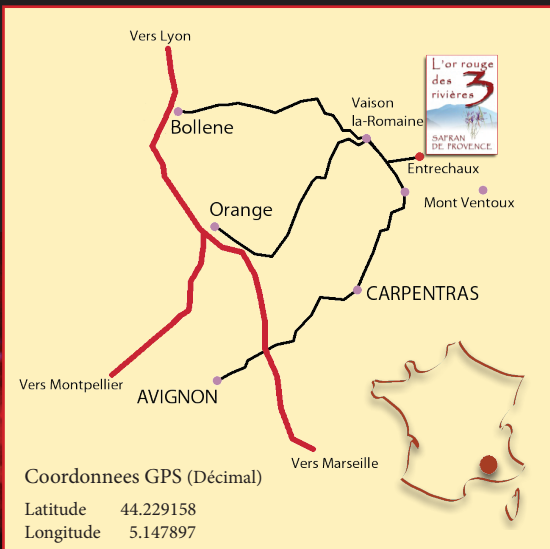 Vers Lyon
L'or rouge
des 3
rivières
SAFRAN
DE PROVENCE
Vaison
la-Romaine
Bollene
Entrechaux
Mont Ventoux
Orange
CARPENTRAS
Vers Montpellier
AVIGNON
Vers Marseille
Coordonnees GPS (Décimal)
Latitude 44.229158
Longitude 5.147897